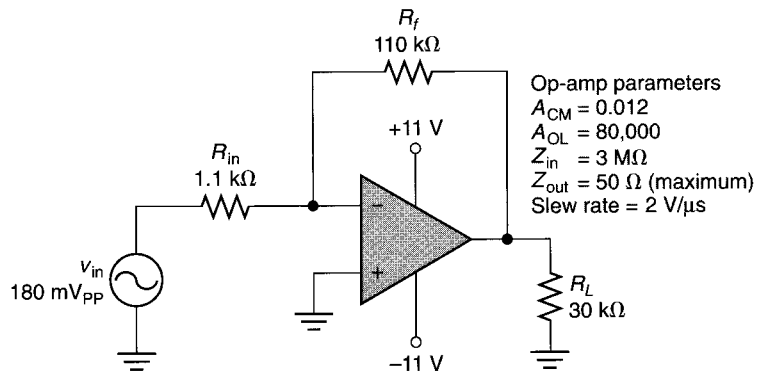 R_f
110 kΩ
Op-amp parameters
A_CM = 0.012
A_OL = 80,000
Z_in = 3 MΩ
Z_out = 50 Ω (maximum)
Slew rate = 2 V/μs
+11 V
R_in
1.1 kΩ
−
+
v_in
180 mV_PP
R_L
30 kΩ
−11 V